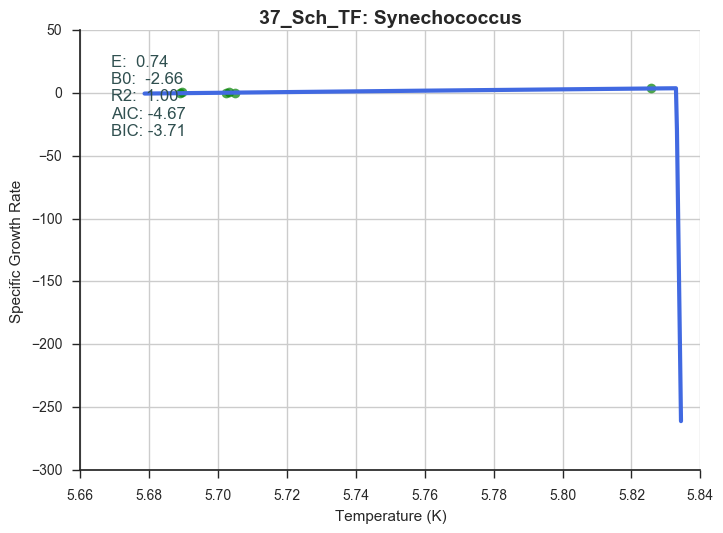 37_Sch_TF: Synechococcus
50
E: 0.74
B0: -2.66
0
R2: 1.00
AIC: -4.67
BIC: -3.71
−50
−100
−150
−200
−250
−300
Specific Growth Rate
5.66 5.68 5.70 5.72 5.74 5.76 5.78 5.80 5.82 5.84
Temperature (K)